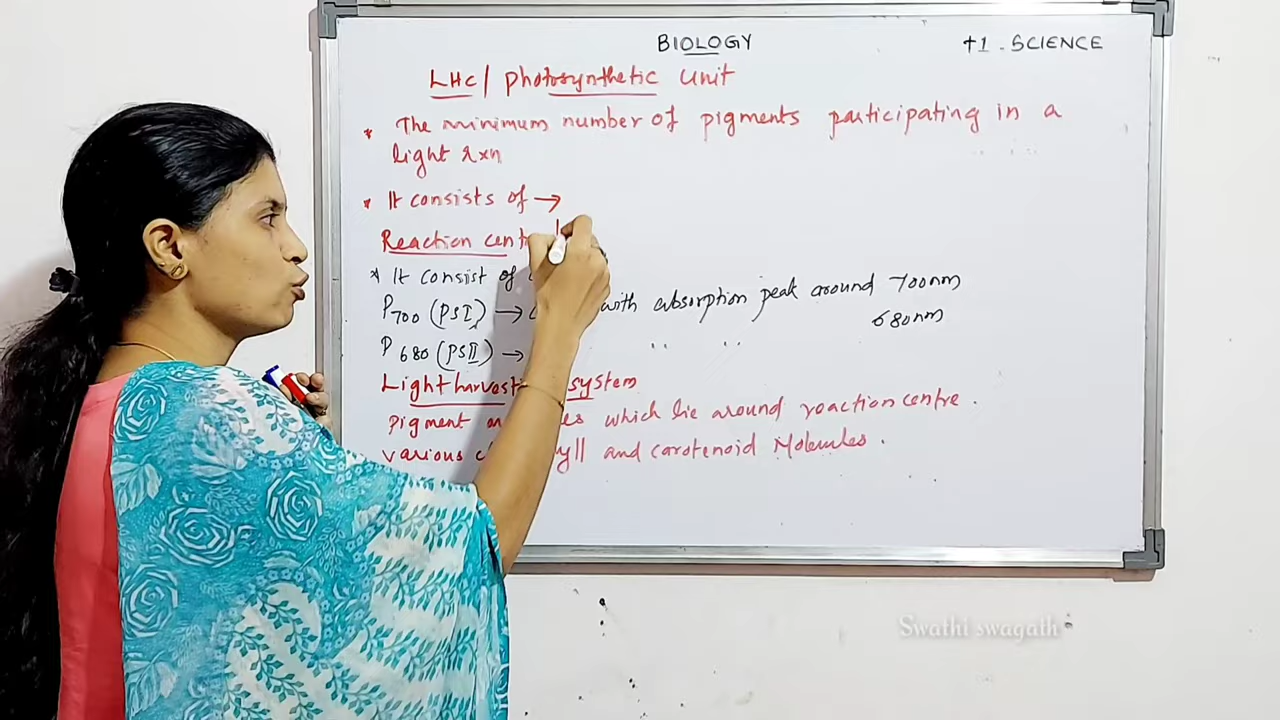 BIOLOGY
+1 . SCIENCE
LHC / photosynthetic Unit
* The minimum number of pigments participating in a
light rxn
* It consists of →
Reaction cent
* It consist of
P700 (PSI) → with absorption peak around 700nm
P680 (PSII) → " " 680nm
Light harvest system
pigment which lie around reaction centre .
various and carotenoid Molecules .
Swathi swagath